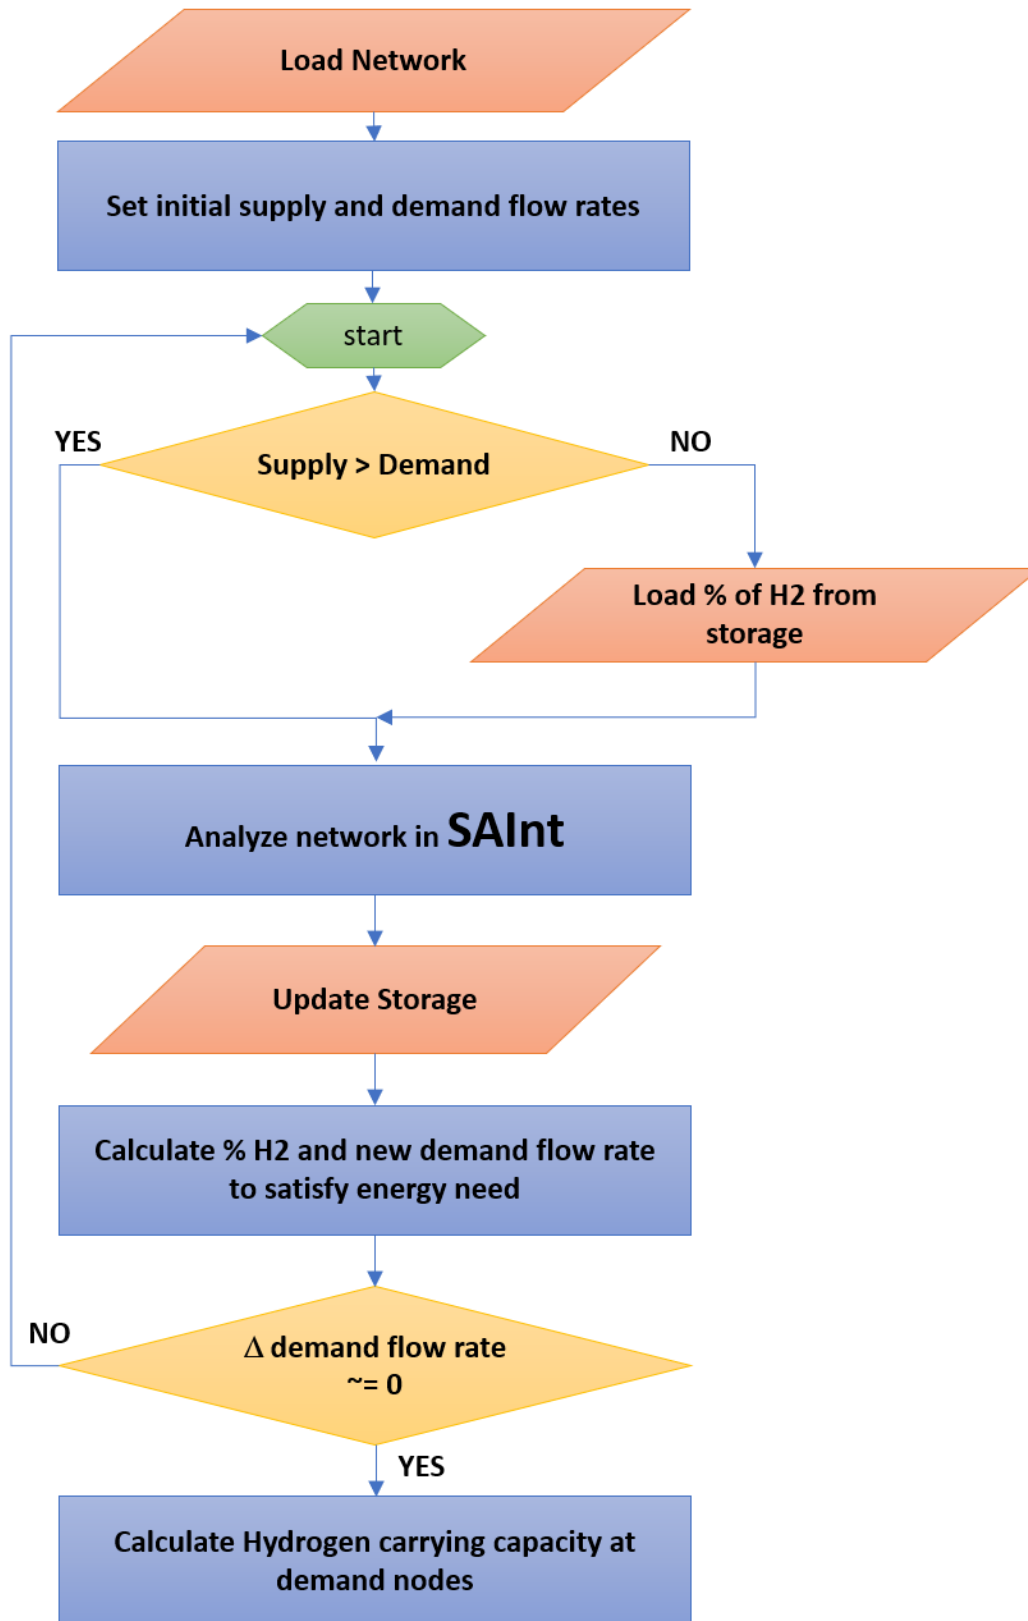 Load Network
Set initial supply and demand flow rates
start
YES
Supply > Demand
NO
Load % of H2 from
storage
Analyze network in SAInt
Update Storage
Calculate % H2 and new demand flow rate
to satisfy energy need
NO
Δ demand flow rate
~= 0
YES
Calculate Hydrogen carrying capacity at
demand nodes